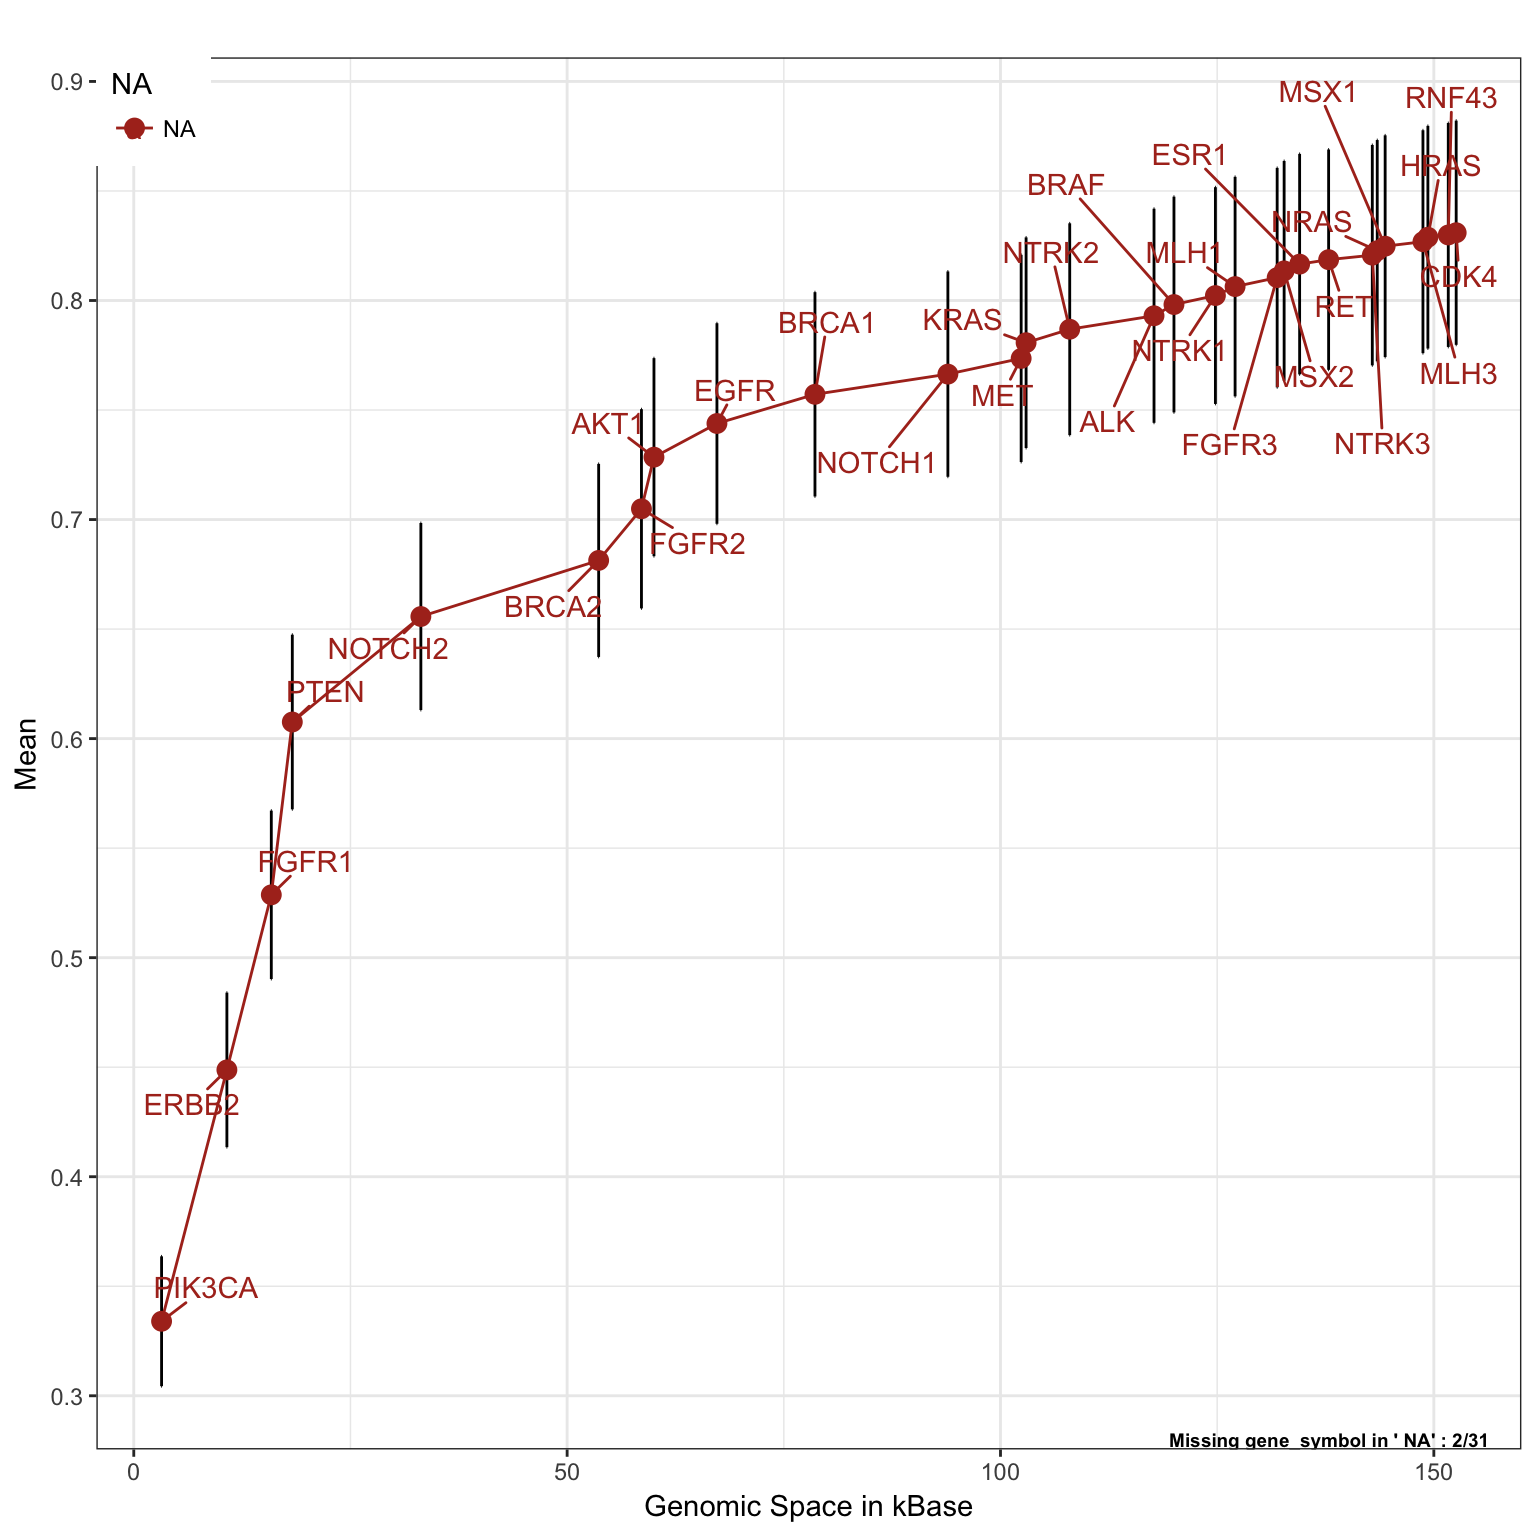 NA
NA
0.9
0.8
0.7
0.6
0.5
0.4
0.3
Mean
MSX1
RNF43
ESR1
HRAS
BRAF
NRAS
NTRK2
MLH1
CDK4
RET
BRCA1
KRAS
NTRK1
MLH3
MSX2
EGFR
MET
AKT1
ALK
FGFR3
NTRK3
NOTCH1
FGFR2
BRCA2
NOTCH2
PTEN
FGFR1
ERBB2
PIK3CA
Missing gene_symbol in ' NA' : 2/31
0
50
100
150
Genomic Space in kBase